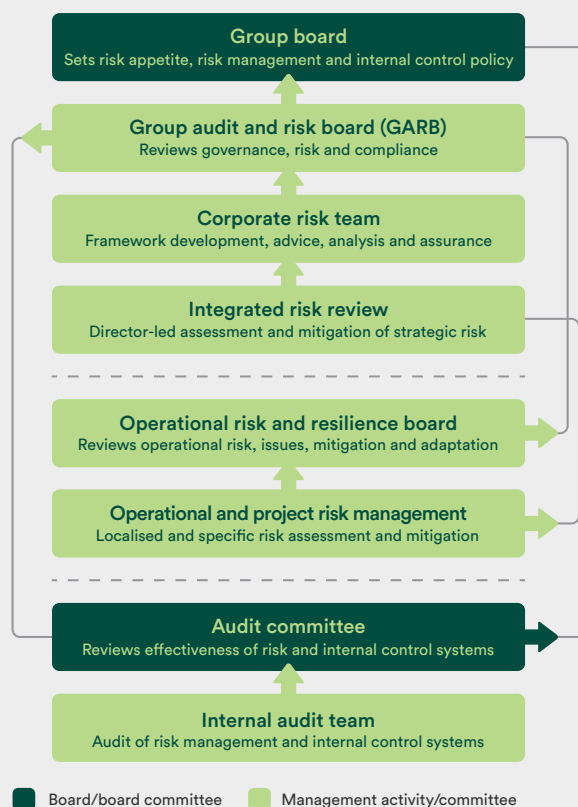 Group board
Sets risk appetite, risk management and internal control policy
Group audit and risk board (GARB)
Reviews governance, risk and compliance
Corporate risk team
Framework development, advice, analysis and assurance
Integrated risk review
Director-led assessment and mitigation of strategic risk
Operational risk and resilience board
Reviews operational risk, issues, mitigation and adaptation
Operational and project risk management
Localised and specific risk assessment and mitigation
Audit committee
Reviews effectiveness of risk and internal control systems
Internal audit team
Audit of risk management and internal control systems
Board/board committee
Management activity/committee